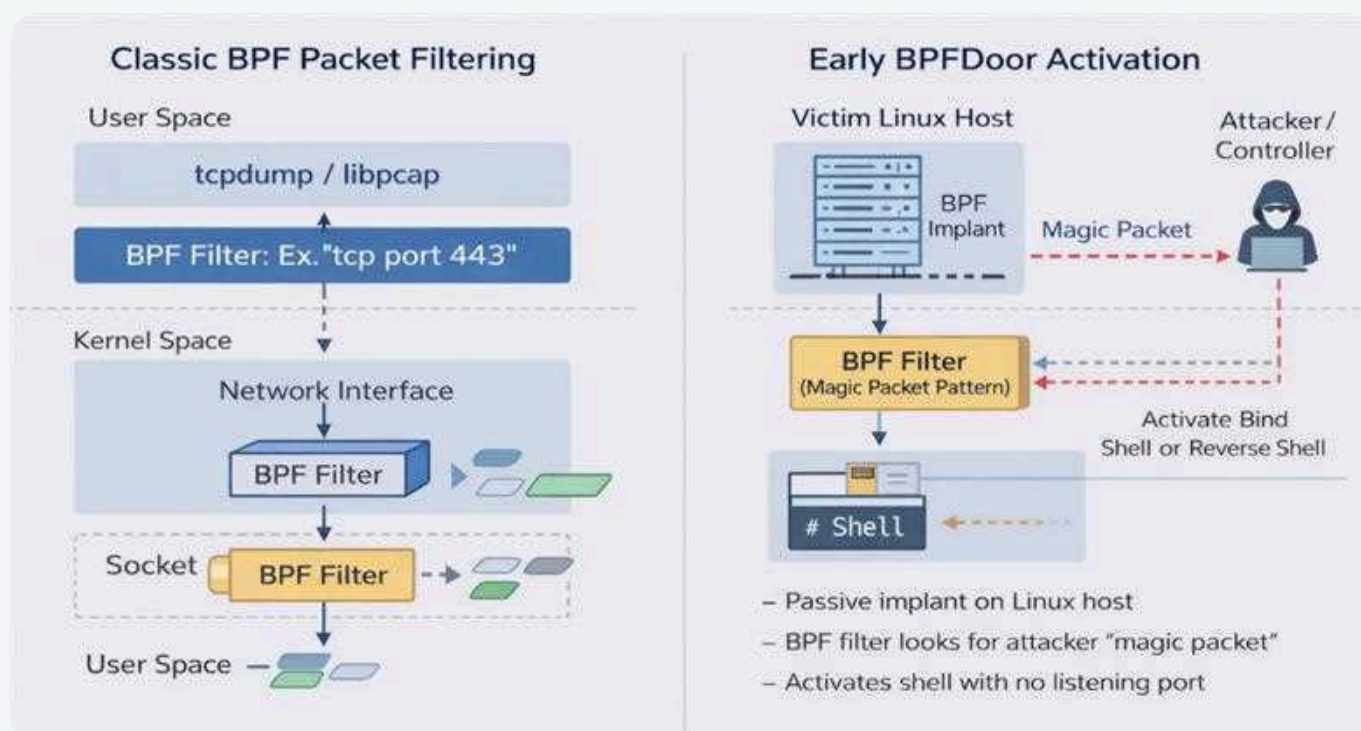 Classic BPF Packet Filtering
User Space
tcpdump / libpcap
BPF Filter: Ex."tcp port 443"
Kernel Space
Network Interface
BPF Filter
Socket
BPF Filter
User Space
Early BPFDoor Activation
Victim Linux Host
Attacker /
Controller
BPF
Implant
Magic Packet
BPF Filter
(Magic Packet Pattern)
Activate Bind
Shell or Reverse Shell
# Shell
– Passive implant on Linux host
– BPF filter looks for attacker "magic packet"
– Activates shell with no listening port